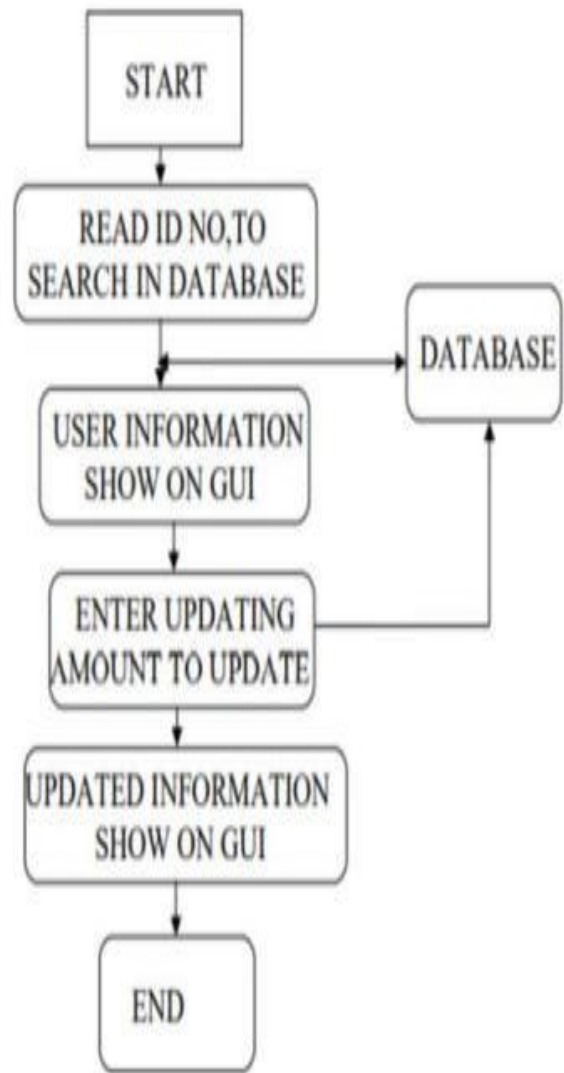 START
READ ID NO,TO
SEARCH IN DATABASE
DATABASE
USER INFORMATION
SHOW ON GUI
ENTER UPDATING
AMOUNT TO UPDATE
UPDATED INFORMATION
SHOW ON GUI
END